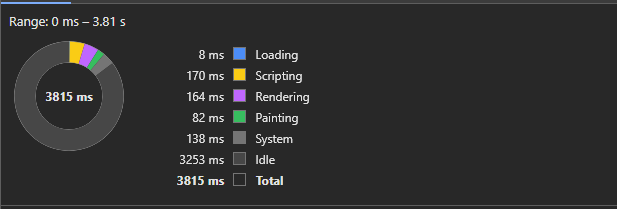 Range: 0 ms – 3.81 s
8 ms Loading
170 ms Scripting
164 ms Rendering
3815 ms
82 ms Painting
138 ms System
3253 ms Idle
3815 ms Total